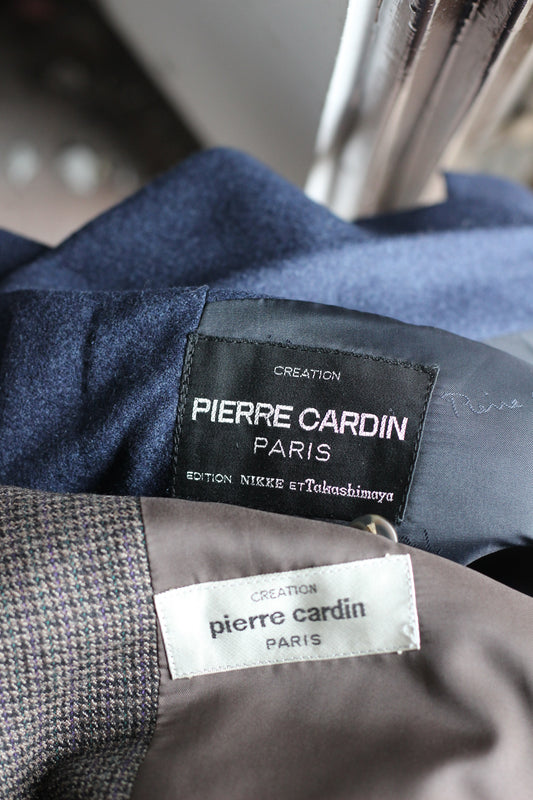 CREATION
PIERRE CARDIN
PARIS
EDITION NIKKE ET Takashimaya
CREATION
pierre cardin
PARIS